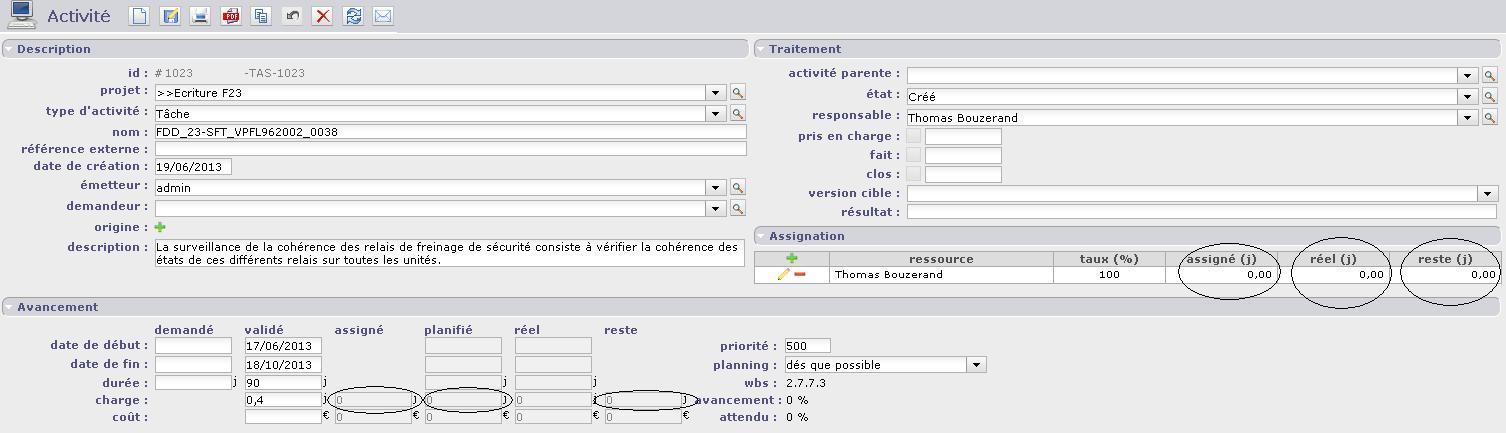 Activité
PDF
Description
id : # 1023 -TAS-1023
projet : >>Ecriture F23
type d'activité : Tâche
nom : FDD_23-SFT_VPFL962002_0038
référence externe :
date de création : 19/06/2013
émetteur : admin
demandeur :
origine :
description : La surveillance de la cohérence des relais de freinage de sécurité consiste à vérifier la cohérence des
états de ces différents relais sur toutes les unités.
Traitement
activité parente :
état : Créé
responsable : Thomas Bouzerand
pris en charge :
fait :
clos :
version cible :
résultat :
Assignation
ressource taux (%) assigné (j) réel (j) reste (j)
Thomas Bouzerand 100 0,00 0,00 0,00
Avancement
demandé validé assigné planifié réel reste
date de début : 17/06/2013 priorité : 500
date de fin : 18/10/2013 planning : dés que possible
durée : j 90 j j j wbs : 2.7.7.3
charge : 0,4 j 0 j 0 j 0 j 0 j avancement : 0 %
coût : € 0 € 0 € 0 € 0 € attendu : 0 %